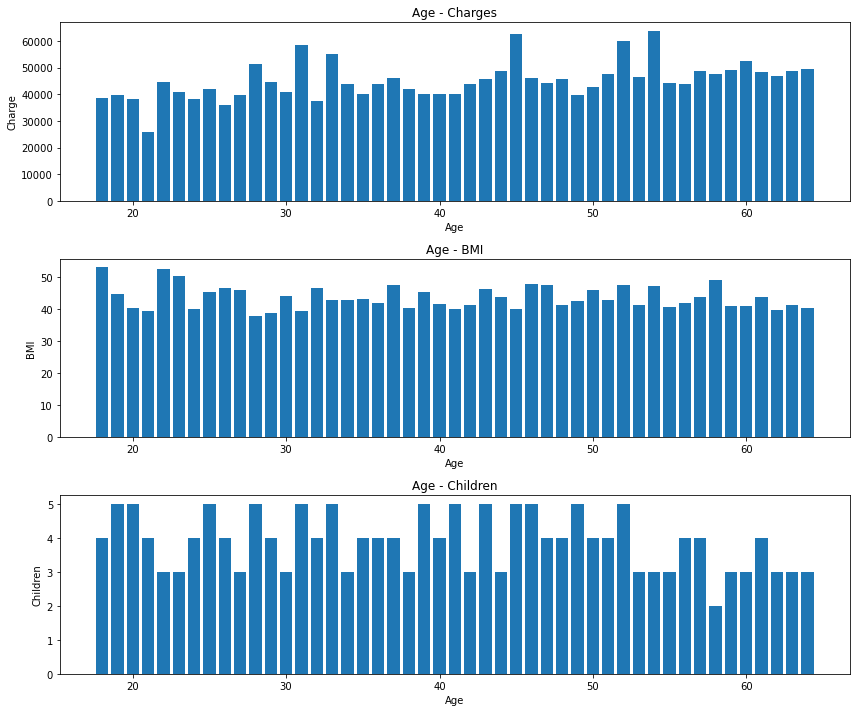 Age - Charges
60000
50000
40000
30000
20000
10000
0
Charge
20 30 40 50 60
Age
Age - BMI
50
40
30
20
10
0
BMI
20 30 40 50 60
Age
Age - Children
5
4
3
2
1
0
Children
20 30 40 50 60
Age